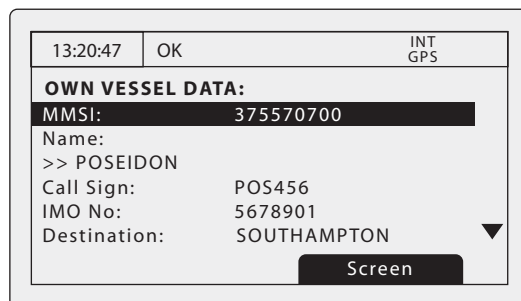 13:20:47 OK INT
GPS
OWN VESSEL DATA:
MMSI: 375570700
Name:
>> POSEIDON
Call Sign: POS456
IMO No: 5678901
Destination: SOUTHAMPTON
Screen